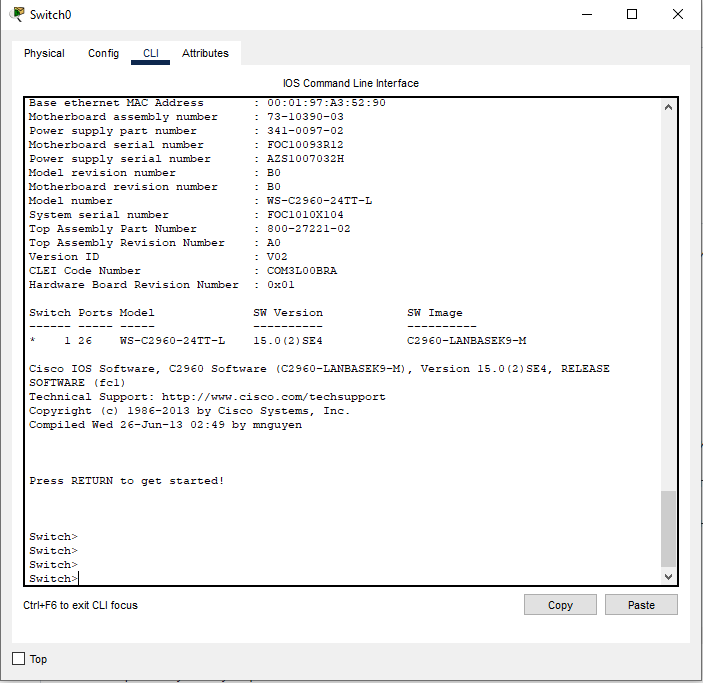 Switch0
Physical Config CLI Attributes
IOS Command Line Interface
Base ethernet MAC Address       : 00:01:97:A3:52:90
Motherboard assembly number     : 73-10390-03
Power supply part number        : 341-0097-02
Motherboard serial number       : FOC10093R12
Power supply serial number      : AZS1007032H
Model revision number           : B0
Motherboard revision number     : B0
Model number                    : WS-C2960-24TT-L
System serial number            : FOC1010X104
Top Assembly Part Number        : 800-27221-02
Top Assembly Revision Number    : A0
Version ID                      : V02
CLEI Code Number                : COM3L00BRA
Hardware Board Revision Number  : 0x01
Switch Ports Model              SW Version            SW Image
------ ----- -----              ----------            ----------
*    1 26    WS-C2960-24TT-L    15.0(2)SE4            C2960-LANBASEK9-M
Cisco IOS Software, C2960 Software (C2960-LANBASEK9-M), Version 15.0(2)SE4, RELEASE
SOFTWARE (fc1)
Technical Support: http://www.cisco.com/techsupport
Copyright (c) 1986-2013 by Cisco Systems, Inc.
Compiled Wed 26-Jun-13 02:49 by mnguyen
Press RETURN to get started!
Switch>
Switch>
Switch>
Switch>
Ctrl+F6 to exit CLI focus
Copy Paste
Top